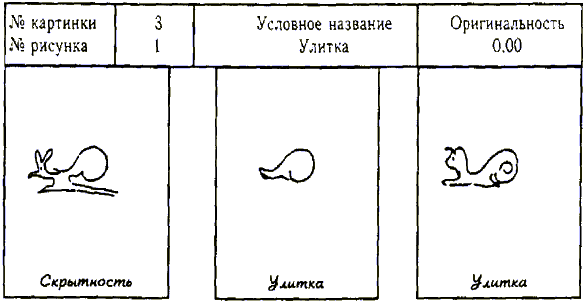 № картинки 3 Условное название Оригинальность
№ рисунка 1 Улитка 0,00
Скрытность Улитка Улитка